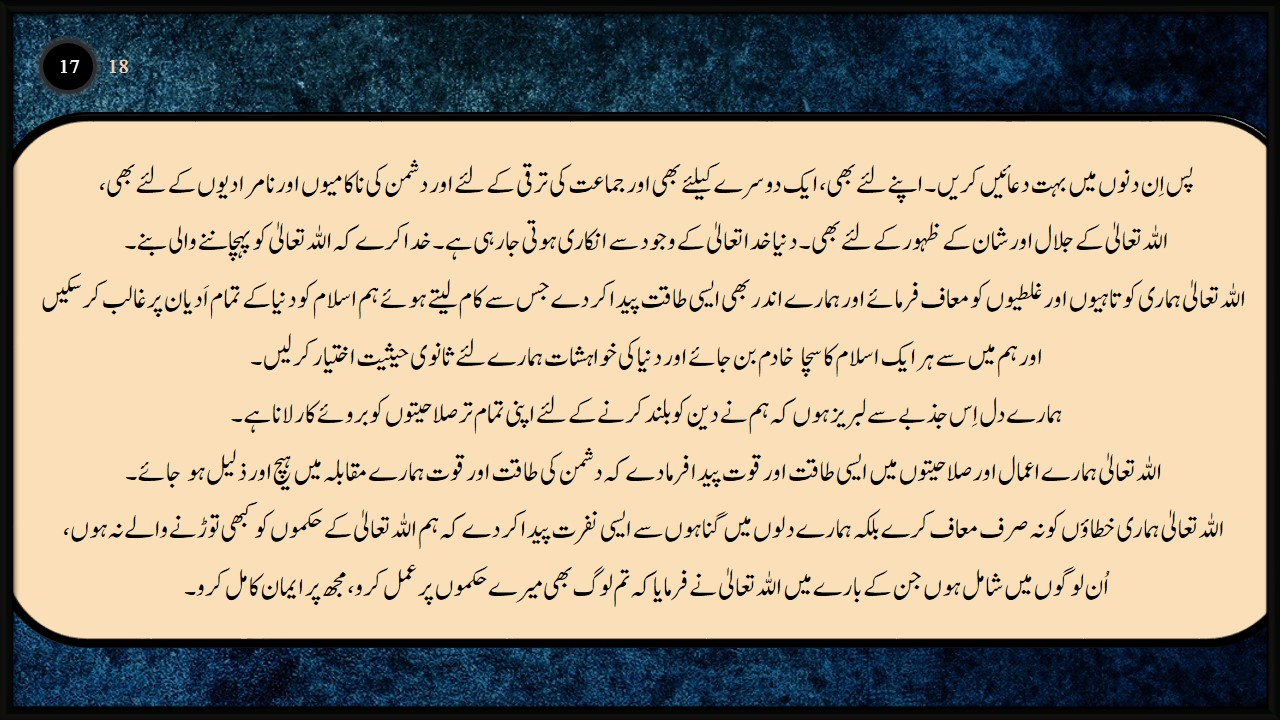 17 18
پس اِن دنوں میں بہت دعائیں کریں۔ اپنے لئے بھی، ایک دوسرے کیلئے بھی اور جماعت کی ترقی کے لئے اور دشمن کی ناکامیوں اور نامرادیوں کے لئے بھی،
اللہ تعالیٰ کے جلال اور شان کے ظہور کے لئے بھی۔ دنیا خدا تعالیٰ کے وجود سے انکاری ہوتی جارہی ہے۔ خدا کرے کہ اللہ تعالیٰ کو پہچاننے والی بنے۔
اللہ تعالیٰ ہماری کوتاہیوں اور غلطیوں کو معاف فرمائے اور ہمارے اندر بھی ایسی طاقت پیدا کر دے جس سے کام لیتے ہوئے ہم اسلام کو دنیا کے تمام اَدیان پر غالب کر سکیں
اور ہم میں سے ہر ایک اسلام کا سچا خادم بن جائے اور دنیا کی خواہشات ہمارے لئے ثانوی حیثیت اختیار کر لیں۔
ہمارے دل اِس جذبے سے لبریز ہوں کہ ہم نے دین کو بلند کرنے کے لئے اپنی تمام تر صلاحیتوں کو بروئے کار لانا ہے۔
اللہ تعالیٰ ہمارے اعمال اور صلاحیتوں میں ایسی طاقت اور قوت پیدا فرمادے کہ دشمن کی طاقت اور قوت ہمارے مقابلہ میں ہیچ اور ذلیل ہو جائے۔
اللہ تعالیٰ ہماری خطاؤں کو نہ صرف معاف کرے بلکہ ہمارے دلوں میں گناہوں سے ایسی نفرت پیدا کر دے کہ ہم اللہ تعالیٰ کے حکموں کو کبھی توڑنے والے نہ ہوں،
اُن لوگوں میں شامل ہوں جن کے بارے میں اللہ تعالیٰ نے فرمایا کہ تم لوگ بھی میرے حکموں پر عمل کرو، مجھ پر ایمان کامل کرو۔